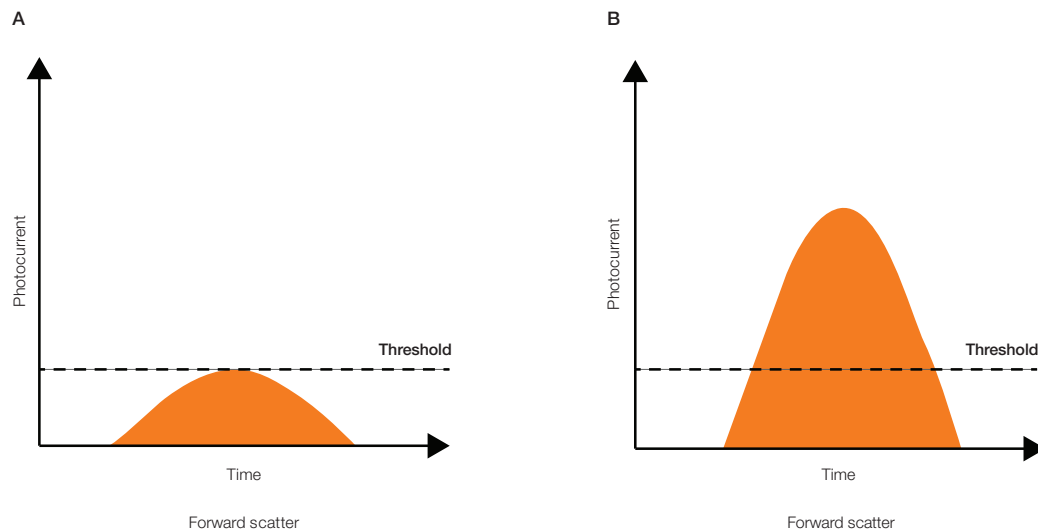 A
Photocurrent
Threshold
Time
Forward scatter
B
Photocurrent
Threshold
Time
Forward scatter